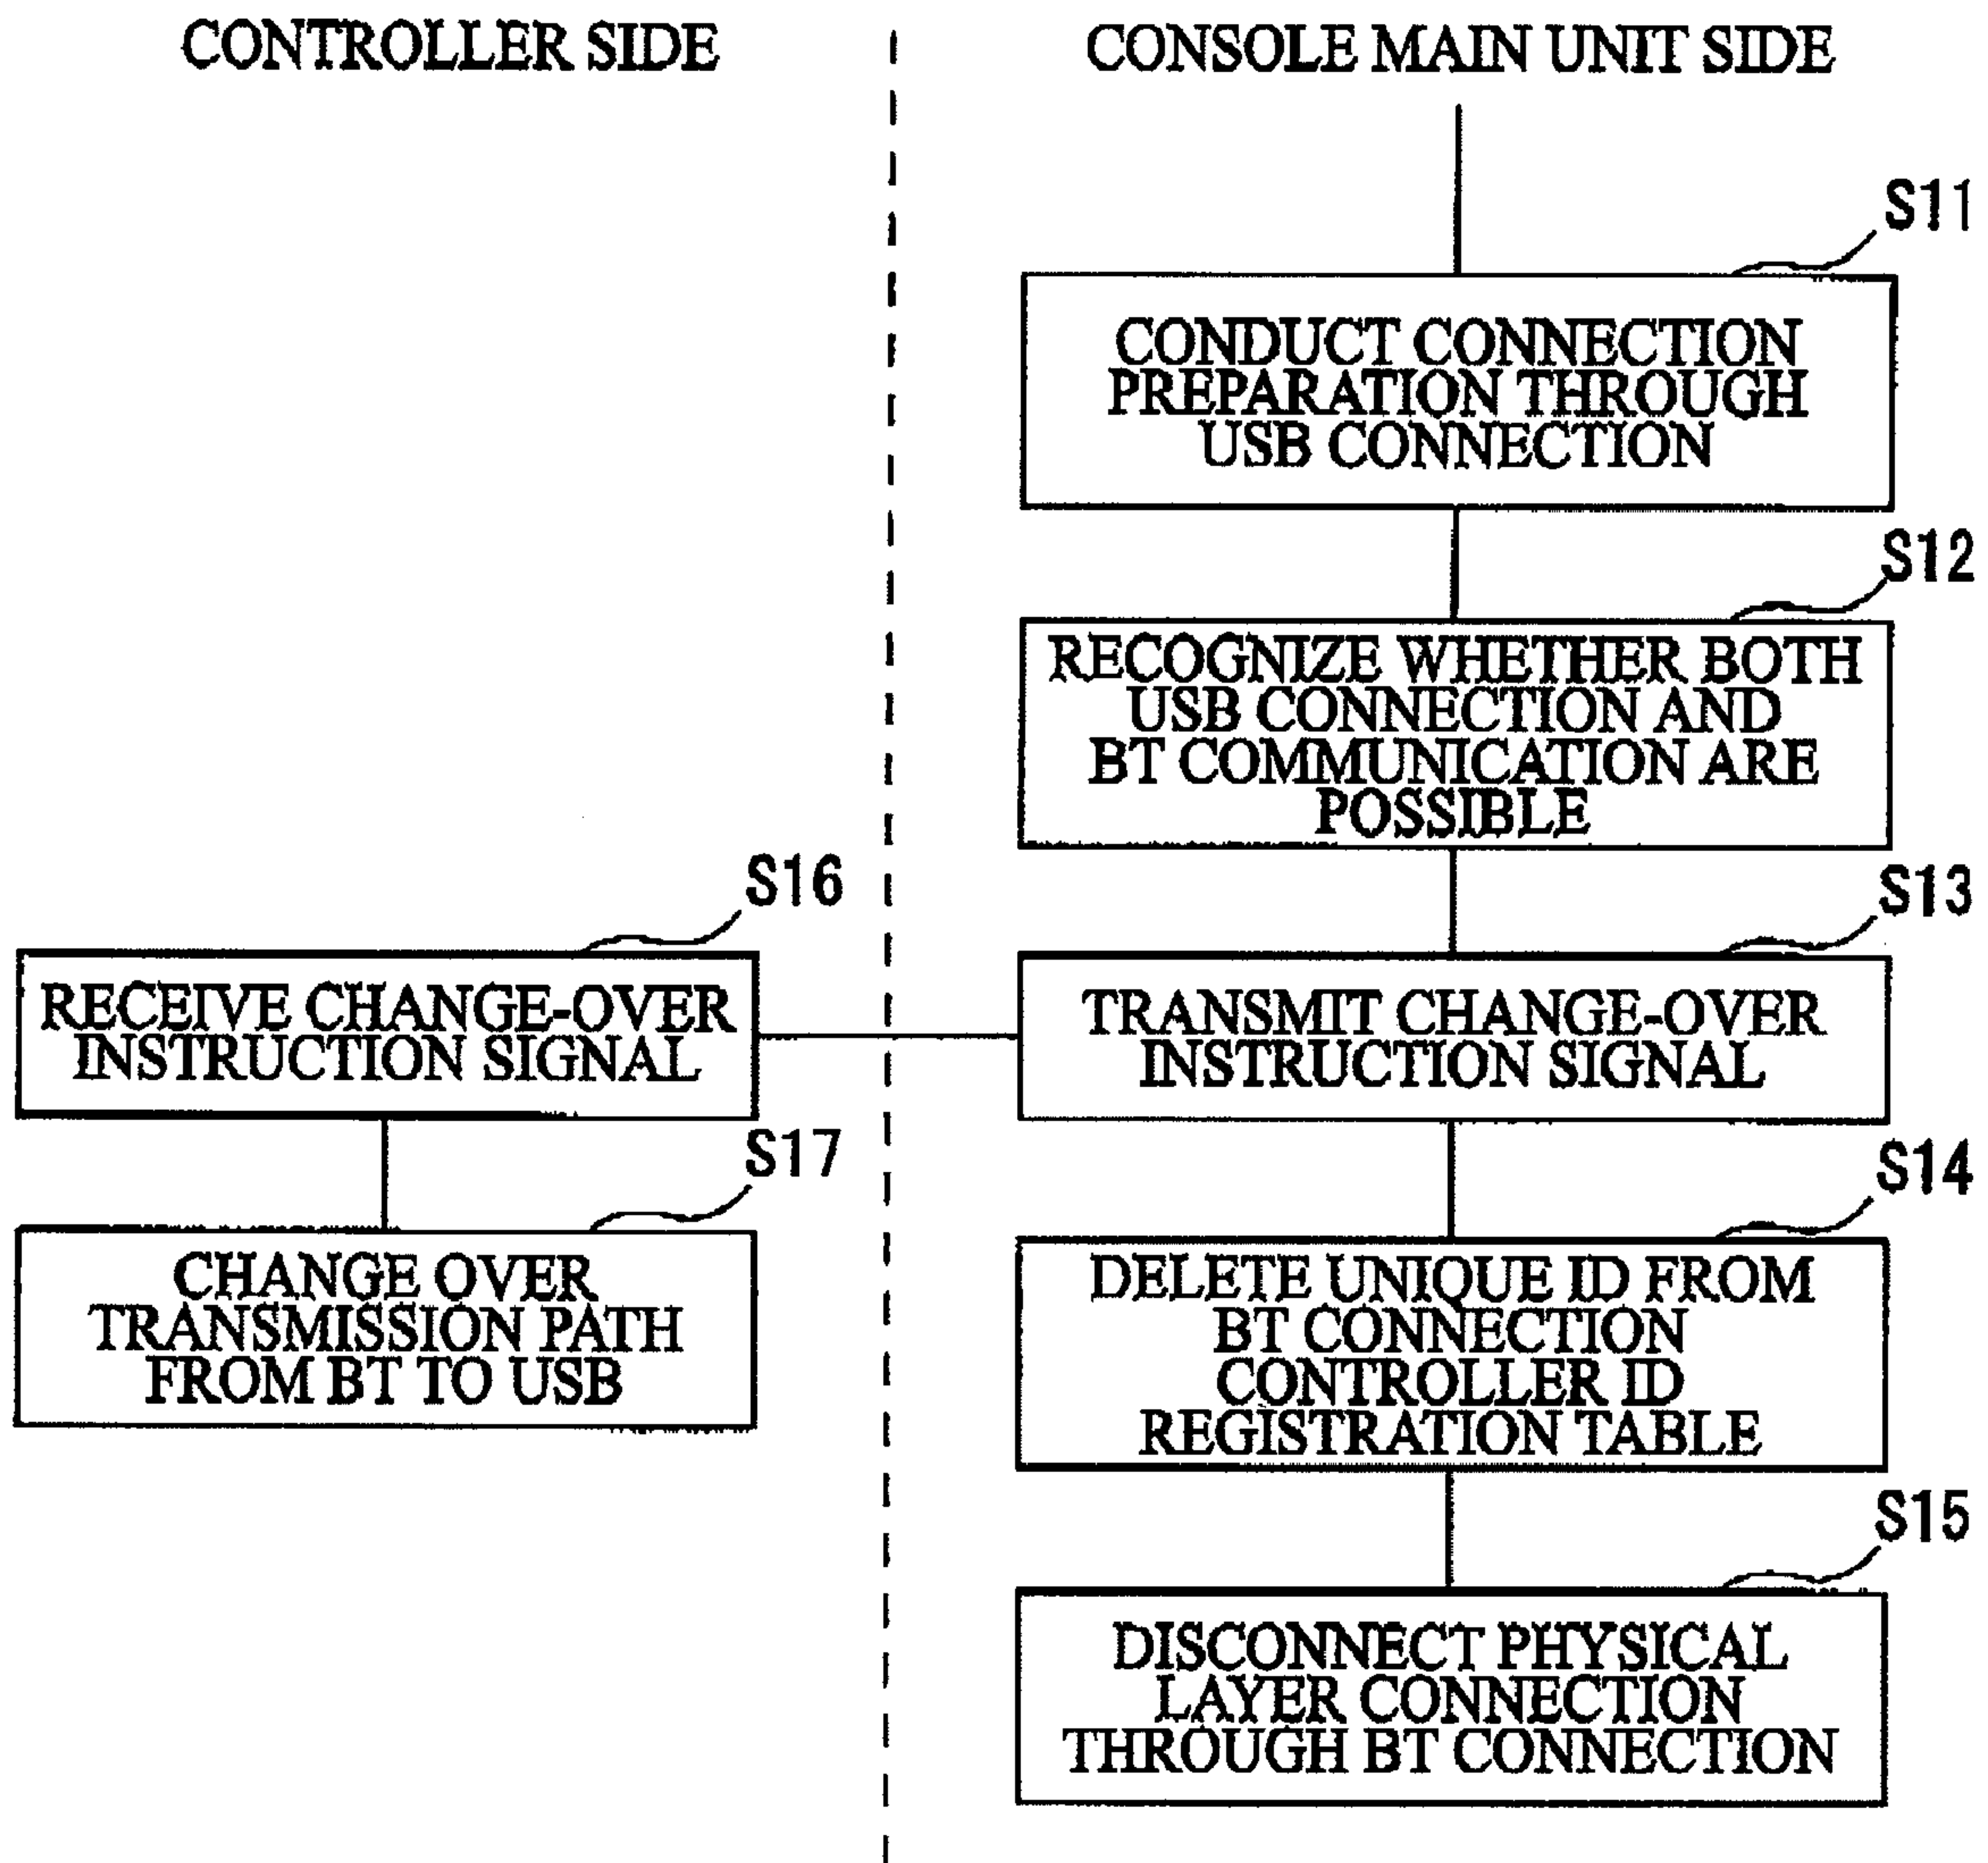 CONTROLLER SIDE
CONSOLE MAIN UNIT SIDE
S11
CONDUCT CONNECTION
PREPARATION THROUGH
USB CONNECTION
S12
RECOGNIZE WHETHER BOTH
USB CONNECTION AND
BT COMMUNICATION ARE
POSSIBLE
S16
RECEIVE CHANGE-OVER
INSTRUCTION SIGNAL
S13
TRANSMIT CHANGE-OVER
INSTRUCTION SIGNAL
S17
CHANGE OVER
TRANSMISSION PATH
FROM BT TO USB
S14
DELETE UNIQUE ID FROM
BT CONNECTION
CONTROLLER ID
REGISTRATION TABLE
S15
DISCONNECT PHYSICAL
LAYER CONNECTION
THROUGH BT CONNECTION